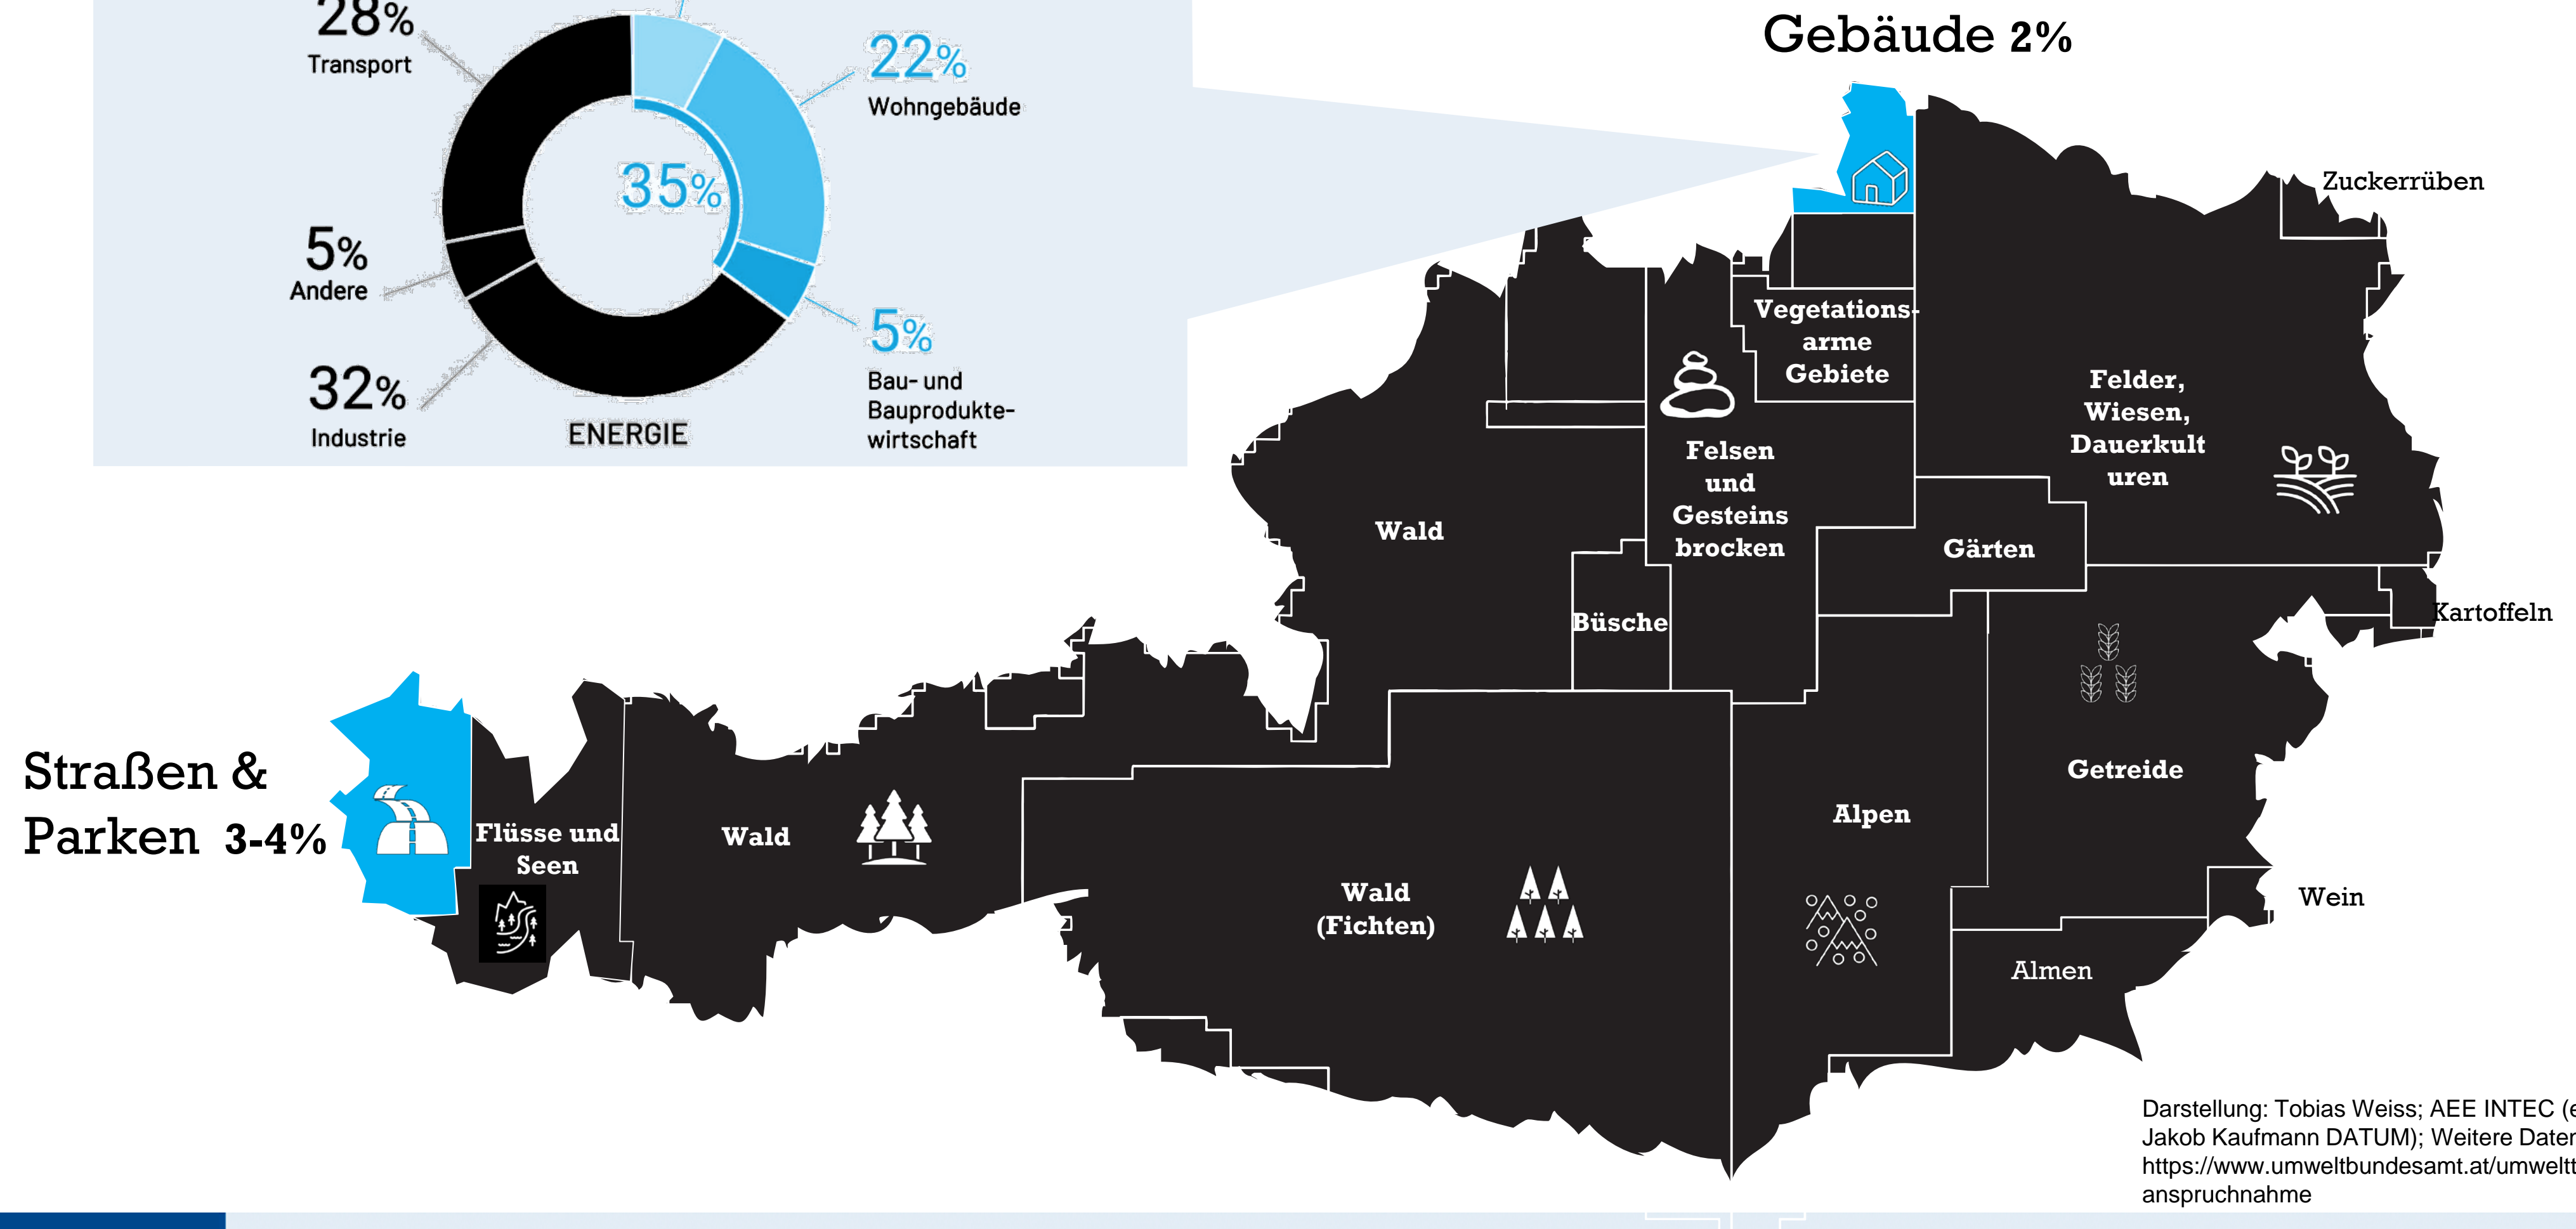 28%
Transport
22%
Wohngebäude
35%
5%
Andere
5%
Bau- und
Bauprodukte-
wirtschaft
32%
Industrie
ENERGIE
Gebäude 2%
Zuckerrüben
Vegetations-
arme
Gebiete
Felder,
Wiesen,
Dauerkult
uren
Felsen
und
Gesteins
brocken
Wald
Gärten
Büsche
Kartoffeln
Getreide
Straßen &
Parken 3-4%
Flüsse und
Seen
Wald
Alpen
Wald
(Fichten)
Wein
Almen
Darstellung: Tobias Weiss; AEE INTEC (
Jakob Kaufmann DATUM); Weitere Daten
https://www.umweltbundesamt.at/umwelt
anspruchnahme